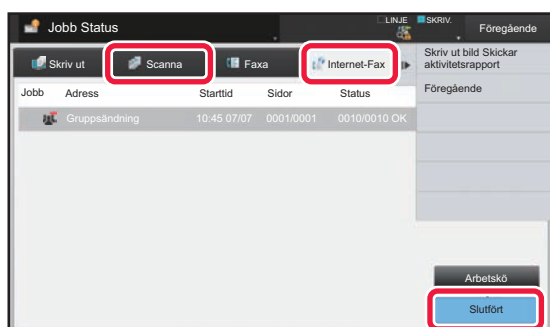 Jobb Status
LINJE
SKRIV.
Föregående
Skriv ut
Scanna
Faxa
Internet-Fax
Skriv ut bild Skickar
aktivitetsrapport
Föregående
Jobb Adress Starttid Sidor Status
Gruppsändning 10:45 07/07 0001/0001 0010/0010 OK
Arbetskö
Slutfört